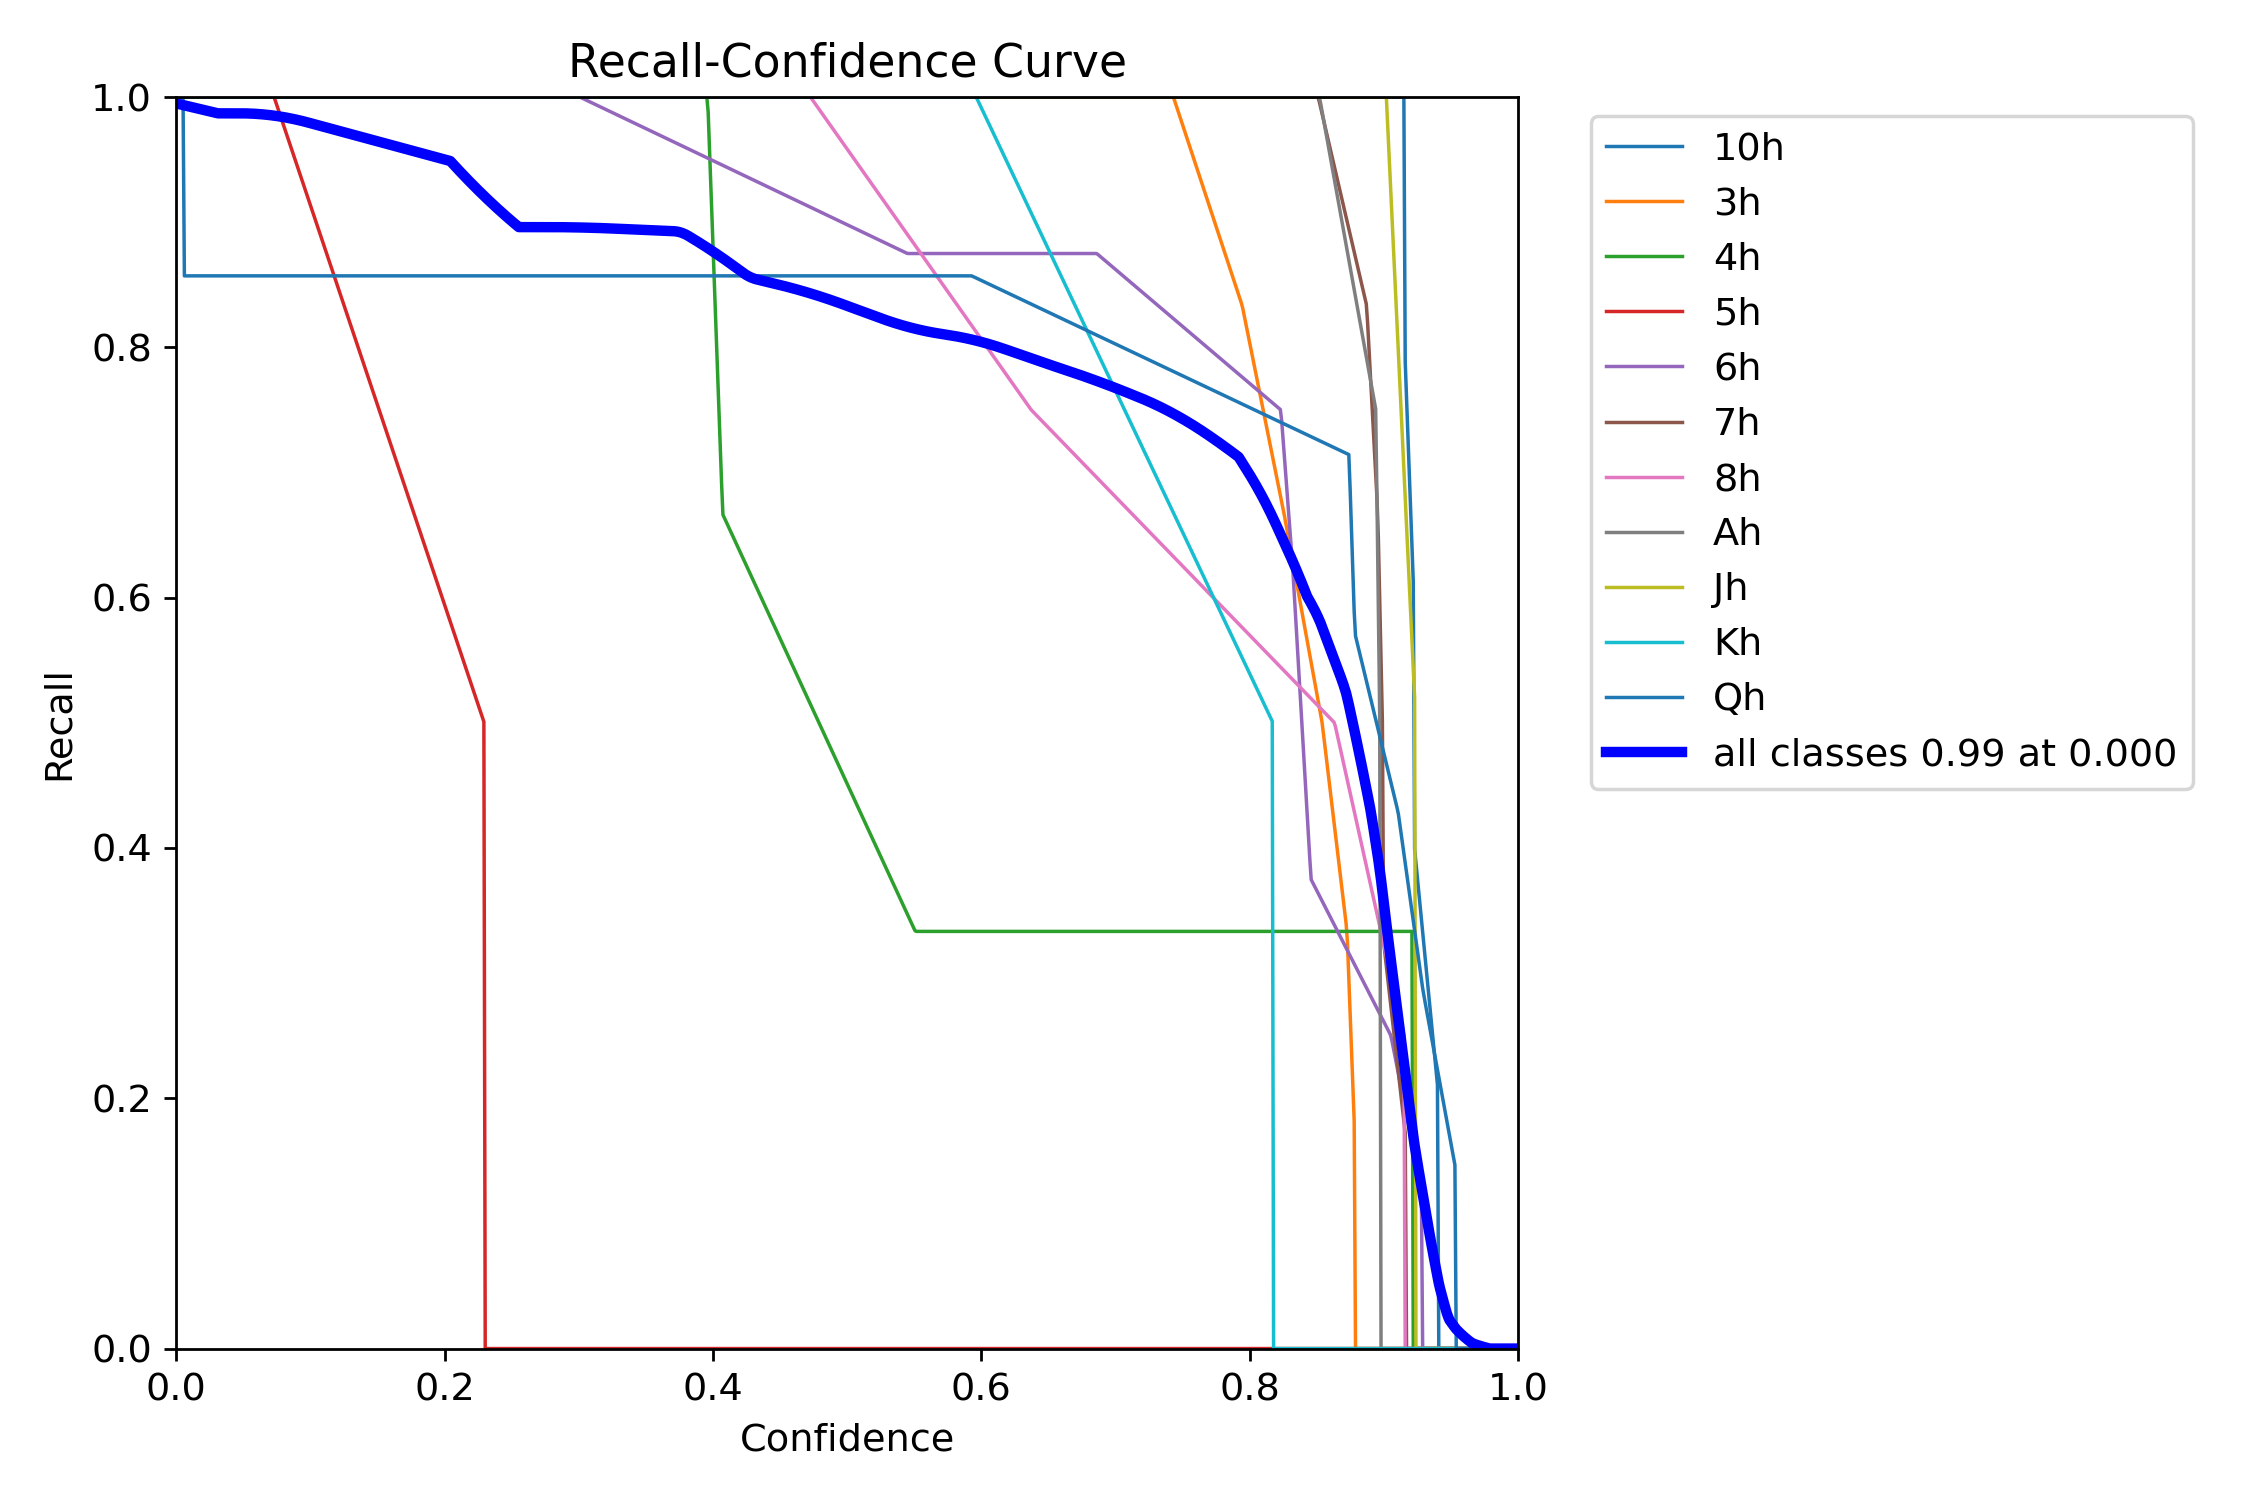 Recall-Confidence Curve
1.0
0.8
0.6
0.4
0.2
0.0
Recall
0.0 0.2 0.4 0.6 0.8 1.0
Confidence
10h
3h
4h
5h
6h
7h
8h
Ah
Jh
Kh
Qh
all classes 0.99 at 0.000